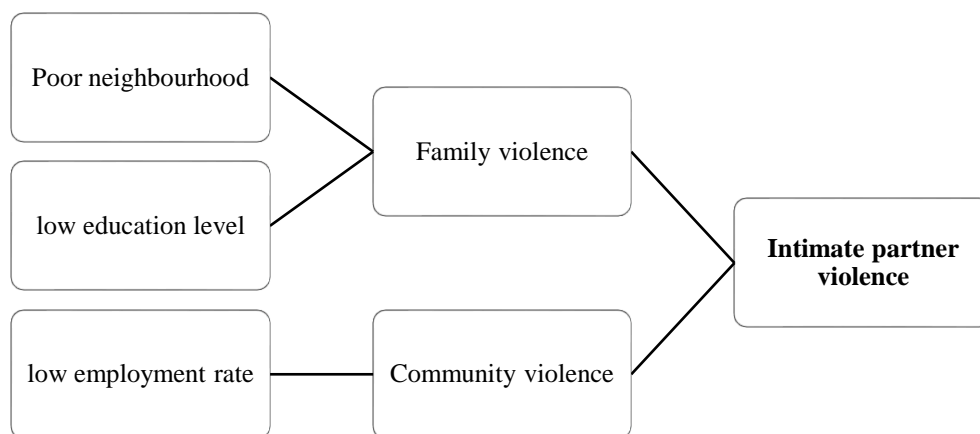 Poor neighbourhood
low education level
low employment rate
Family violence
Community violence
Intimate partner
violence